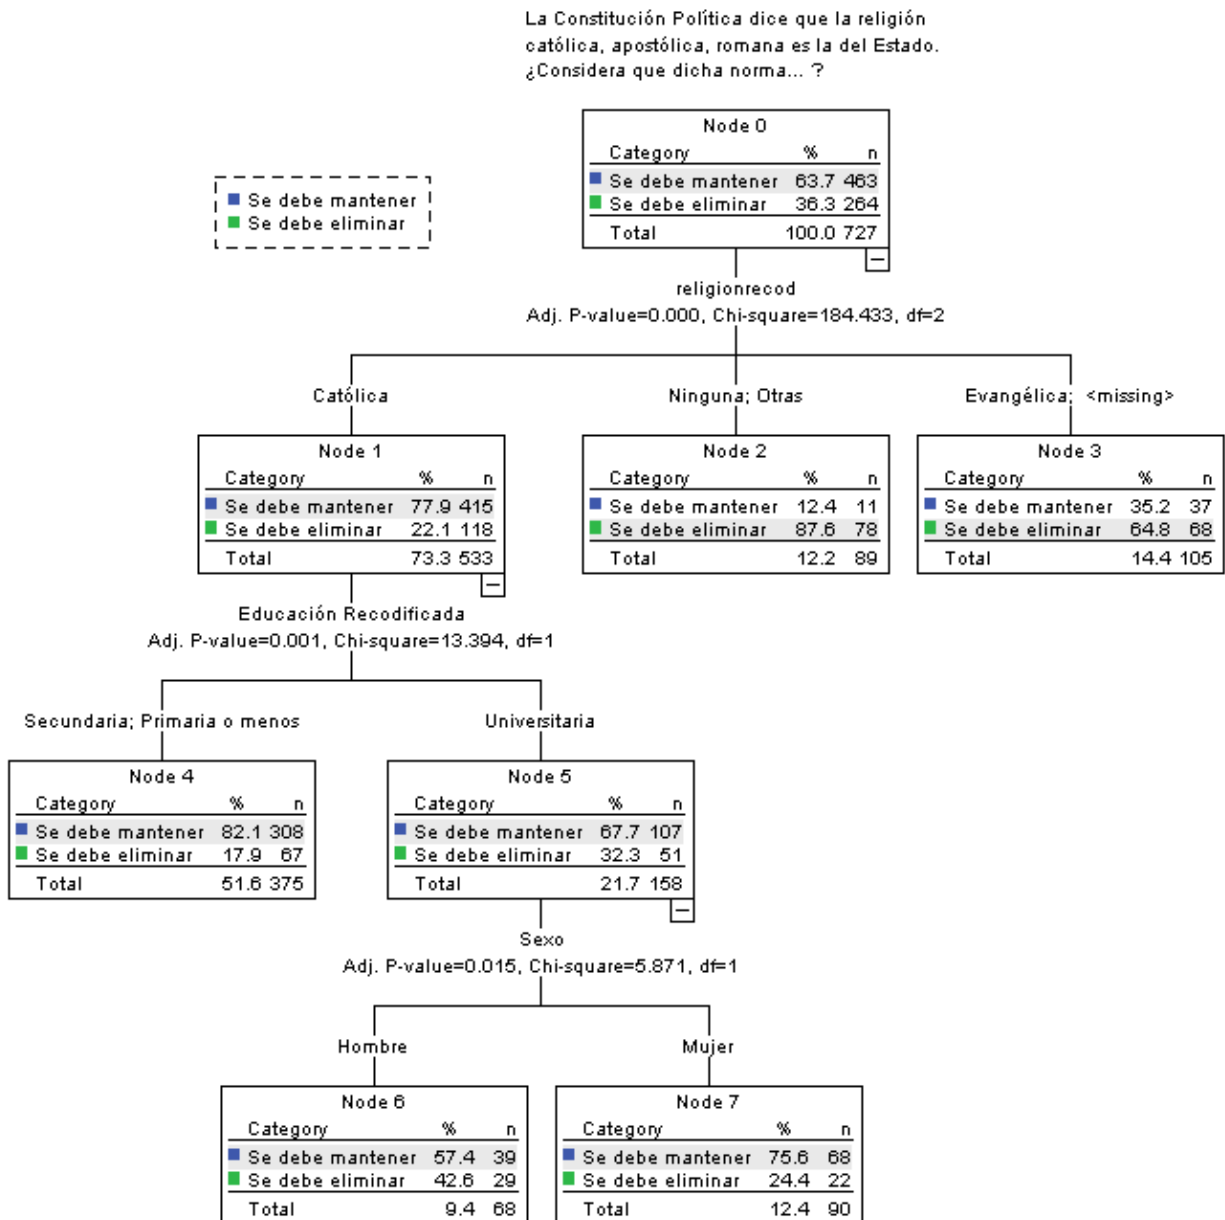 La Constitución Política dice que la religión
católica, apostólica, romana es la del Estado.
¿Considera que dicha norma... ?
Se debe mantener
Se debe eliminar
Node 0
Category % n
Se debe mantener 63.7 463
Se debe eliminar 36.3 264
Total 100.0 727
religionrecod
Adj. P-value=0.000, Chi-square=184.433, df=2
Católica
Ninguna; Otras
Evangélica; <missing>
Node 1
Category % n
Se debe mantener 77.9 415
Se debe eliminar 22.1 118
Total 73.3 533
Node 2
Category % n
Se debe mantener 12.4 11
Se debe eliminar 87.6 78
Total 12.2 89
Node 3
Category % n
Se debe mantener 35.2 37
Se debe eliminar 64.8 68
Total 14.4 105
Educación Recodificada
Adj. P-value=0.001, Chi-square=13.394, df=1
Secundaria; Primaria o menos
Universitaria
Node 4
Category % n
Se debe mantener 82.1 308
Se debe eliminar 17.9 67
Total 51.6 375
Node 5
Category % n
Se debe mantener 67.7 107
Se debe eliminar 32.3 51
Total 21.7 158
Sexo
Adj. P-value=0.015, Chi-square=5.871, df=1
Hombre
Mujer
Node 6
Category % n
Se debe mantener 57.4 39
Se debe eliminar 42.6 29
Total 9.4 68
Node 7
Category % n
Se debe mantener 75.6 68
Se debe eliminar 24.4 22
Total 12.4 90